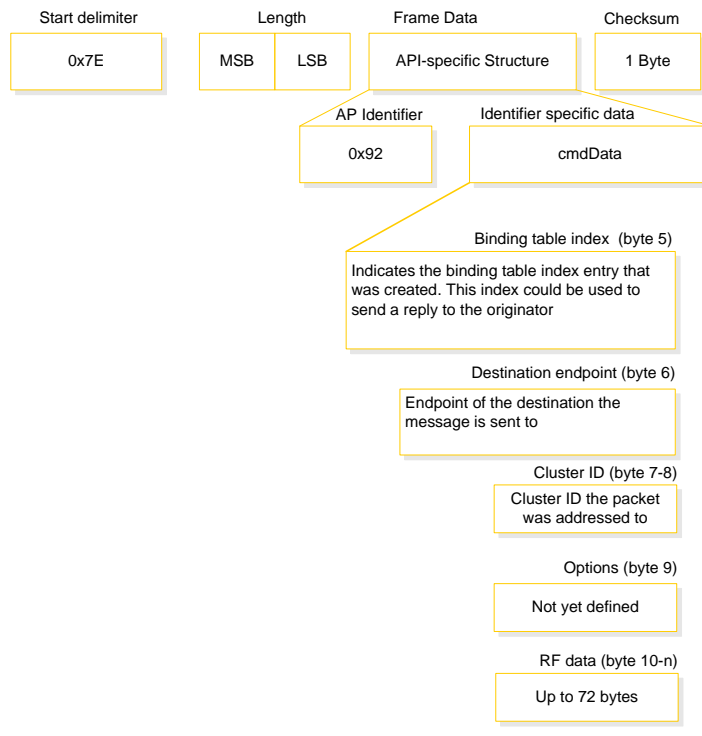 Start delimiter
Length
Frame Data
Checksum
0x7E
MSB
LSB
API-specific Structure
1 Byte
AP Identifier
Identifier specific data
0x92
cmdData
Binding table index (byte 5)
Indicates the binding table index entry that
was created. This index could be used to
send a reply to the originator
Destination endpoint (byte 6)
Endpoint of the destination the
message is sent to
Cluster ID (byte 7-8)
Cluster ID the packet
was addressed to
Options (byte 9)
Not yet defined
RF data (byte 10-n)
Up to 72 bytes